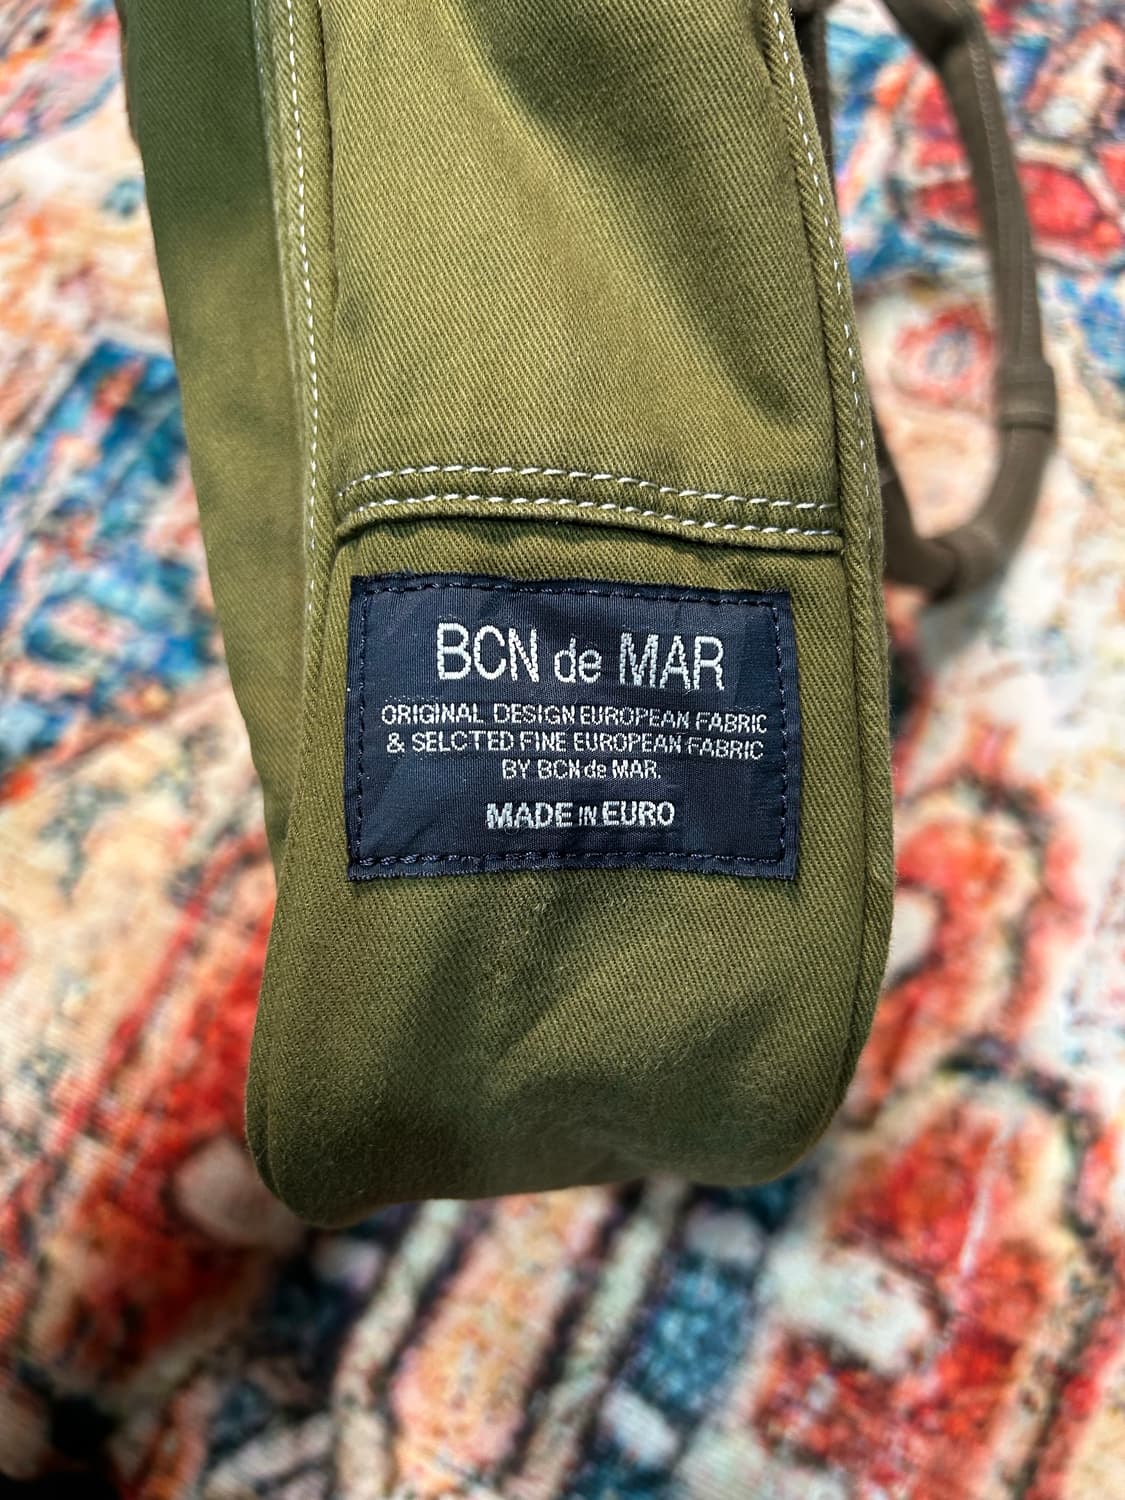 BCN de MAR
ORIGINAL DESIGN EUROPEAN FABRIC
& SELCTED FINE EUROPEAN FABRIC
BY BCN de MAR.
MADE IN EURO